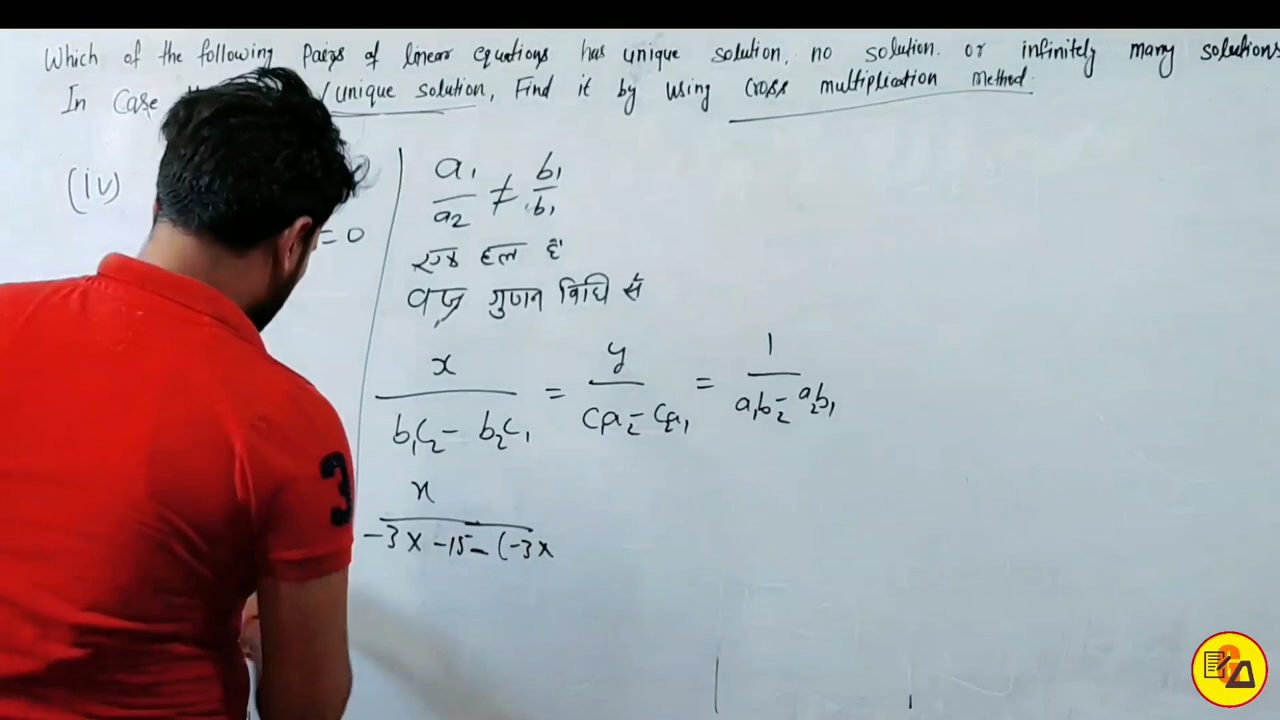 Which of the following Pairs of linear equations has unique solution, no solution. or infinitely many solutions
In Case / unique solution, Find it by using cross multiplication method.
(iv)
= 0
a₁/a₂ ≠ b₁/b₁
एक हल है
वज्र गुणन विधि से
x/(b₁c₂ - b₂c₁) = y/(c₁a₂ - c₂a₁) = 1/(a₁b₂ - a₂b₁)
x/(-3 x -15 - (-3 x
3